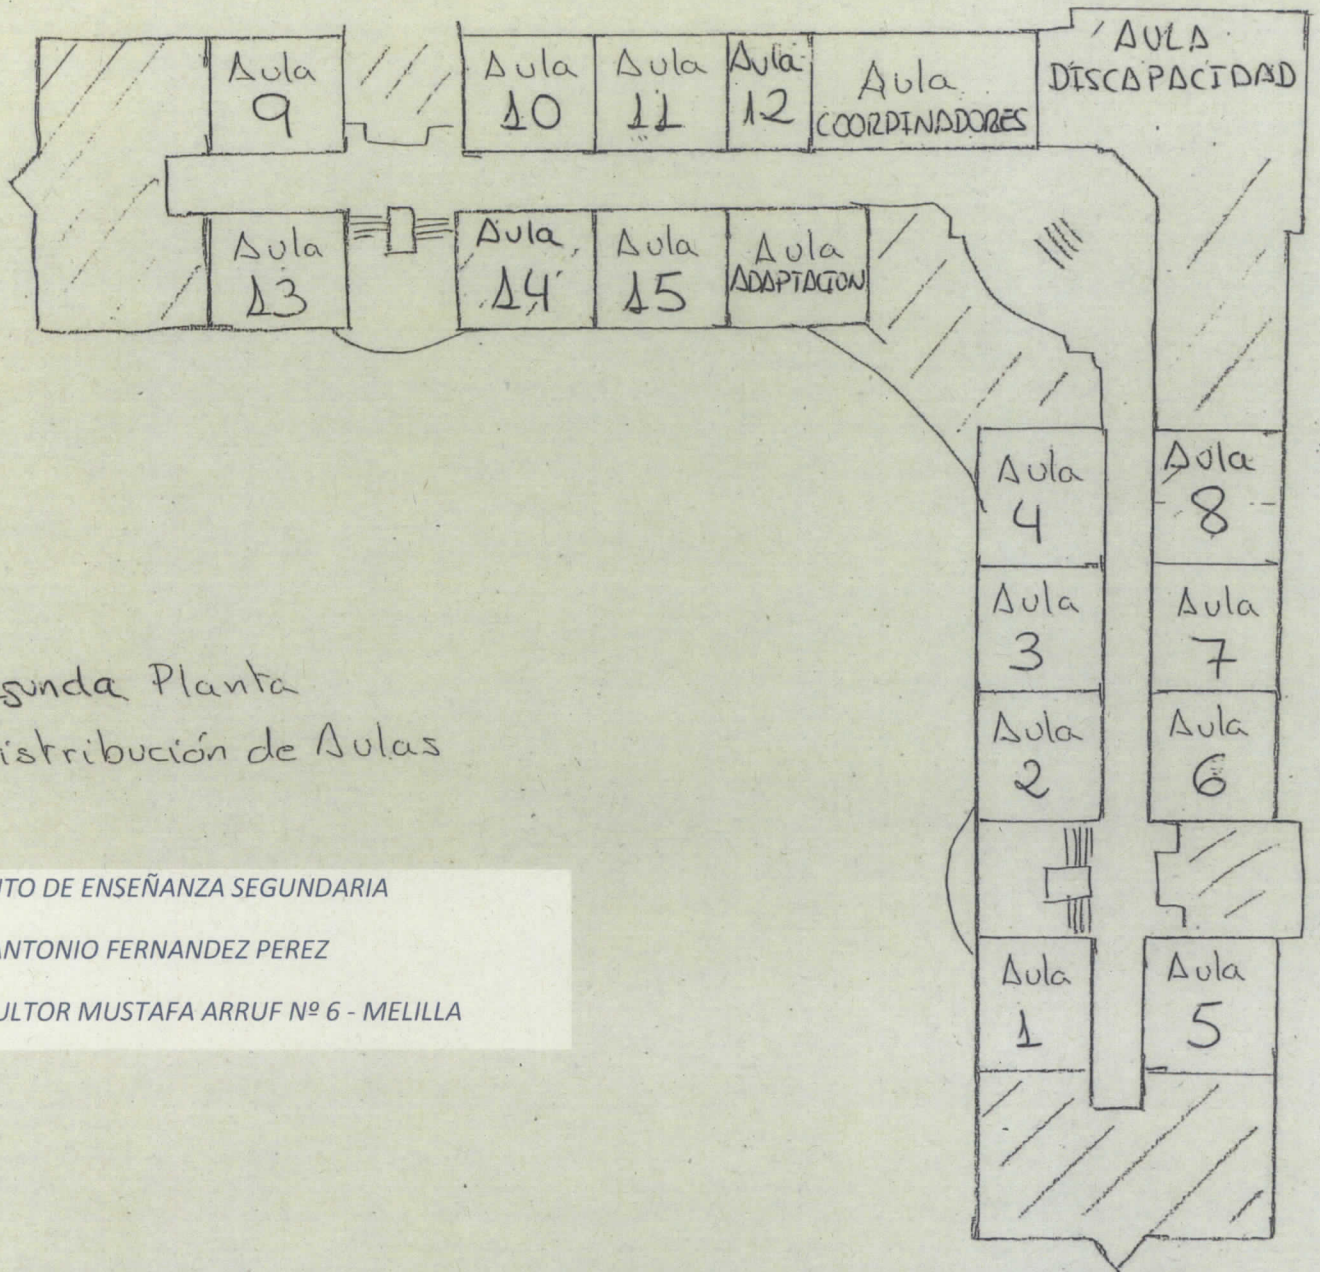 Aula
9
Aula
10
Aula
11
Aula
12
Aula
COORDINADORES
AULA
DISCAPACIDAD
Aula
13
Aula
14
Aula
15
Aula
ADAPTACION
Aula
4
Aula
8
Aula
3
Aula
7
Aula
2
Aula
6
Aula
1
Aula
5
gunda Planta
istribución de Aulas
TO DE ENSEÑANZA SEGUNDARIA
ANTONIO FERNANDEZ PEREZ
ULTOR MUSTAFA ARRUF Nº 6 - MELILLA